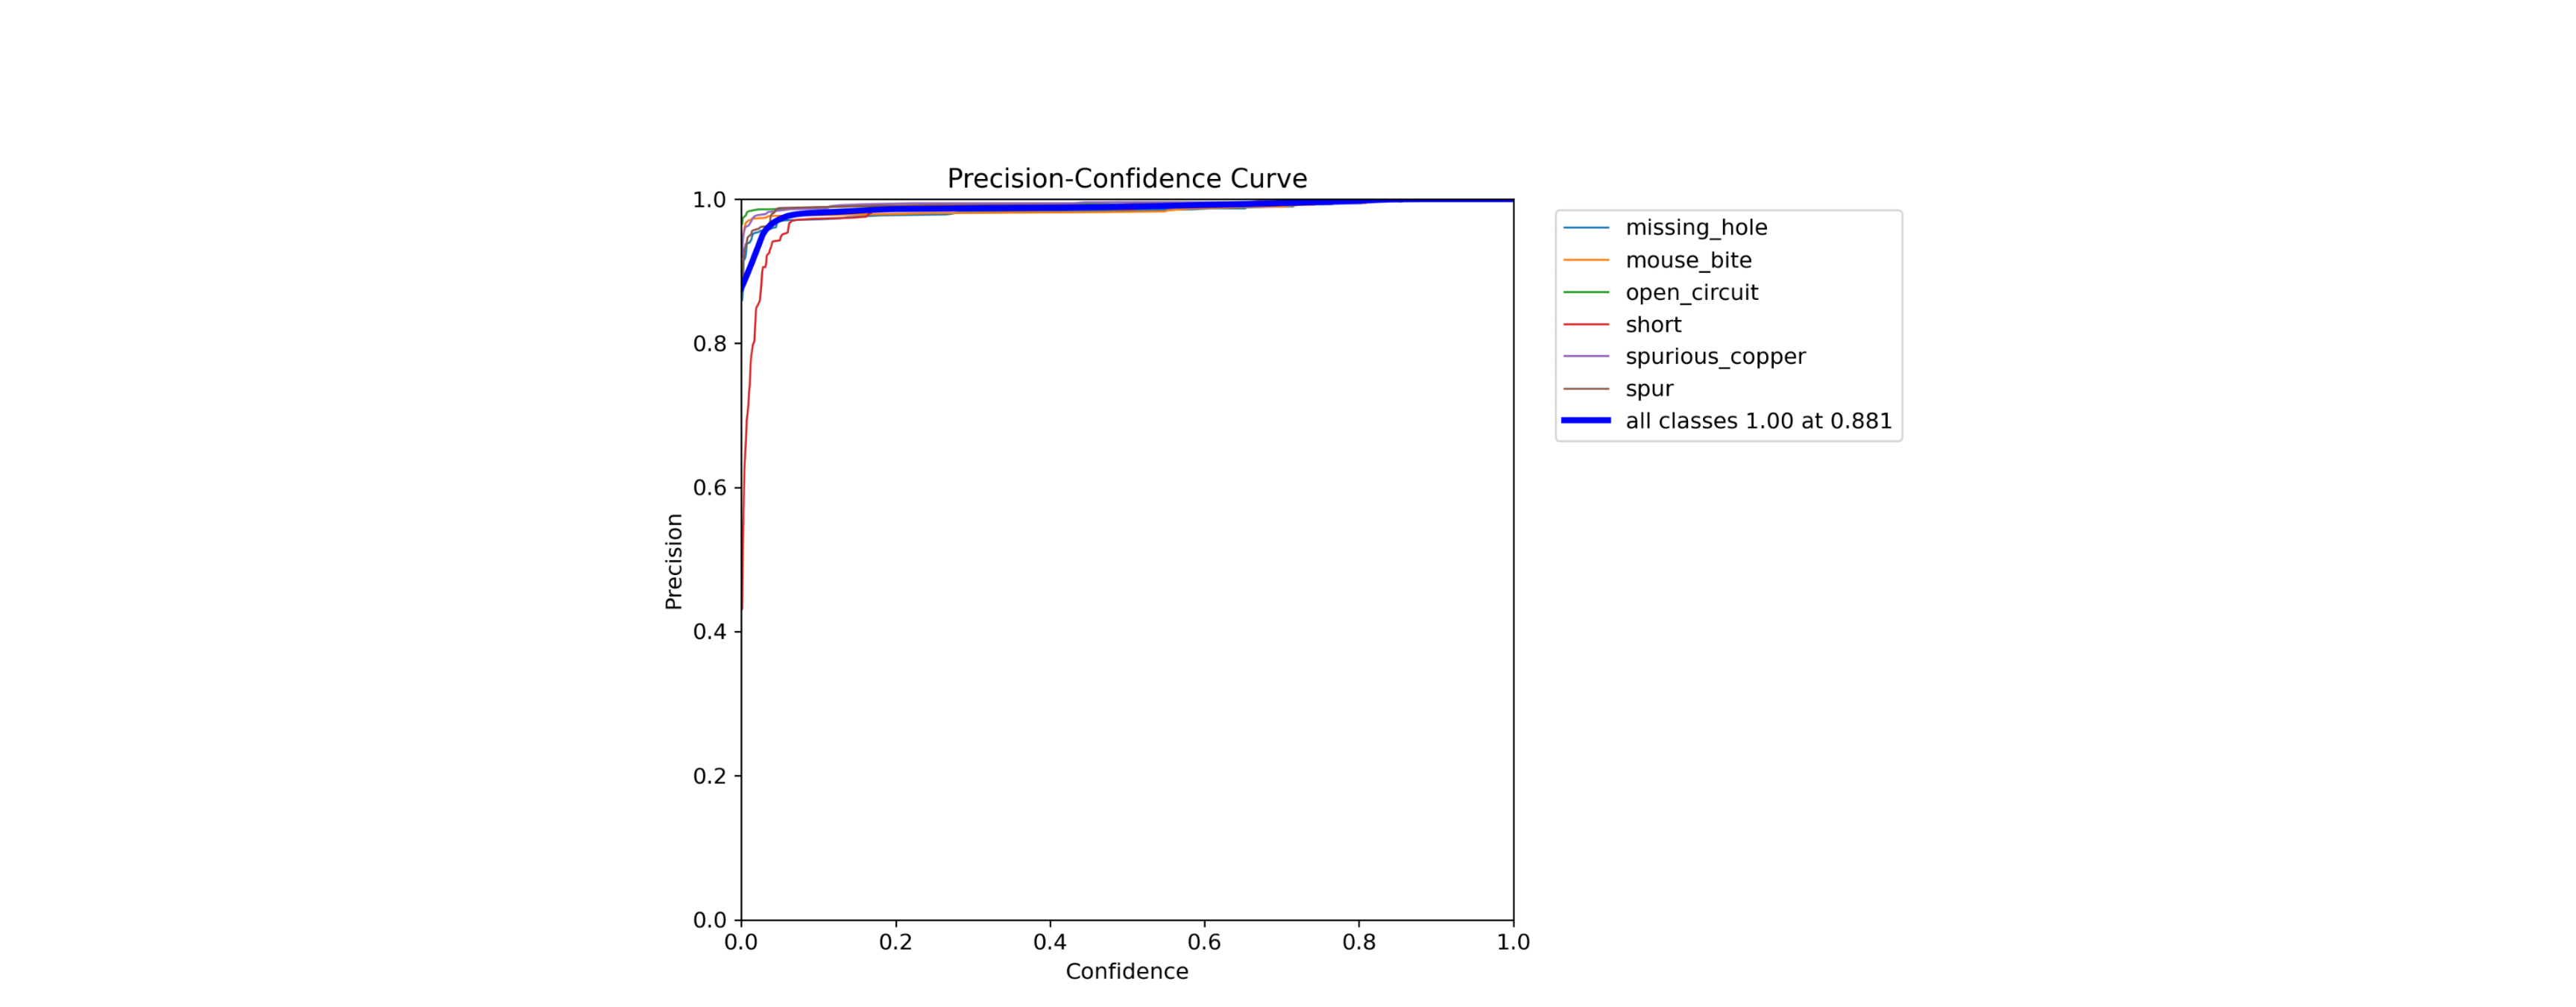 Precision-Confidence Curve
1.0
0.8
0.6
0.4
0.2
0.0
Precision
0.0 0.2 0.4 0.6 0.8 1.0
Confidence
missing_hole
mouse_bite
open_circuit
short
spurious_copper
spur
all classes 1.00 at 0.881